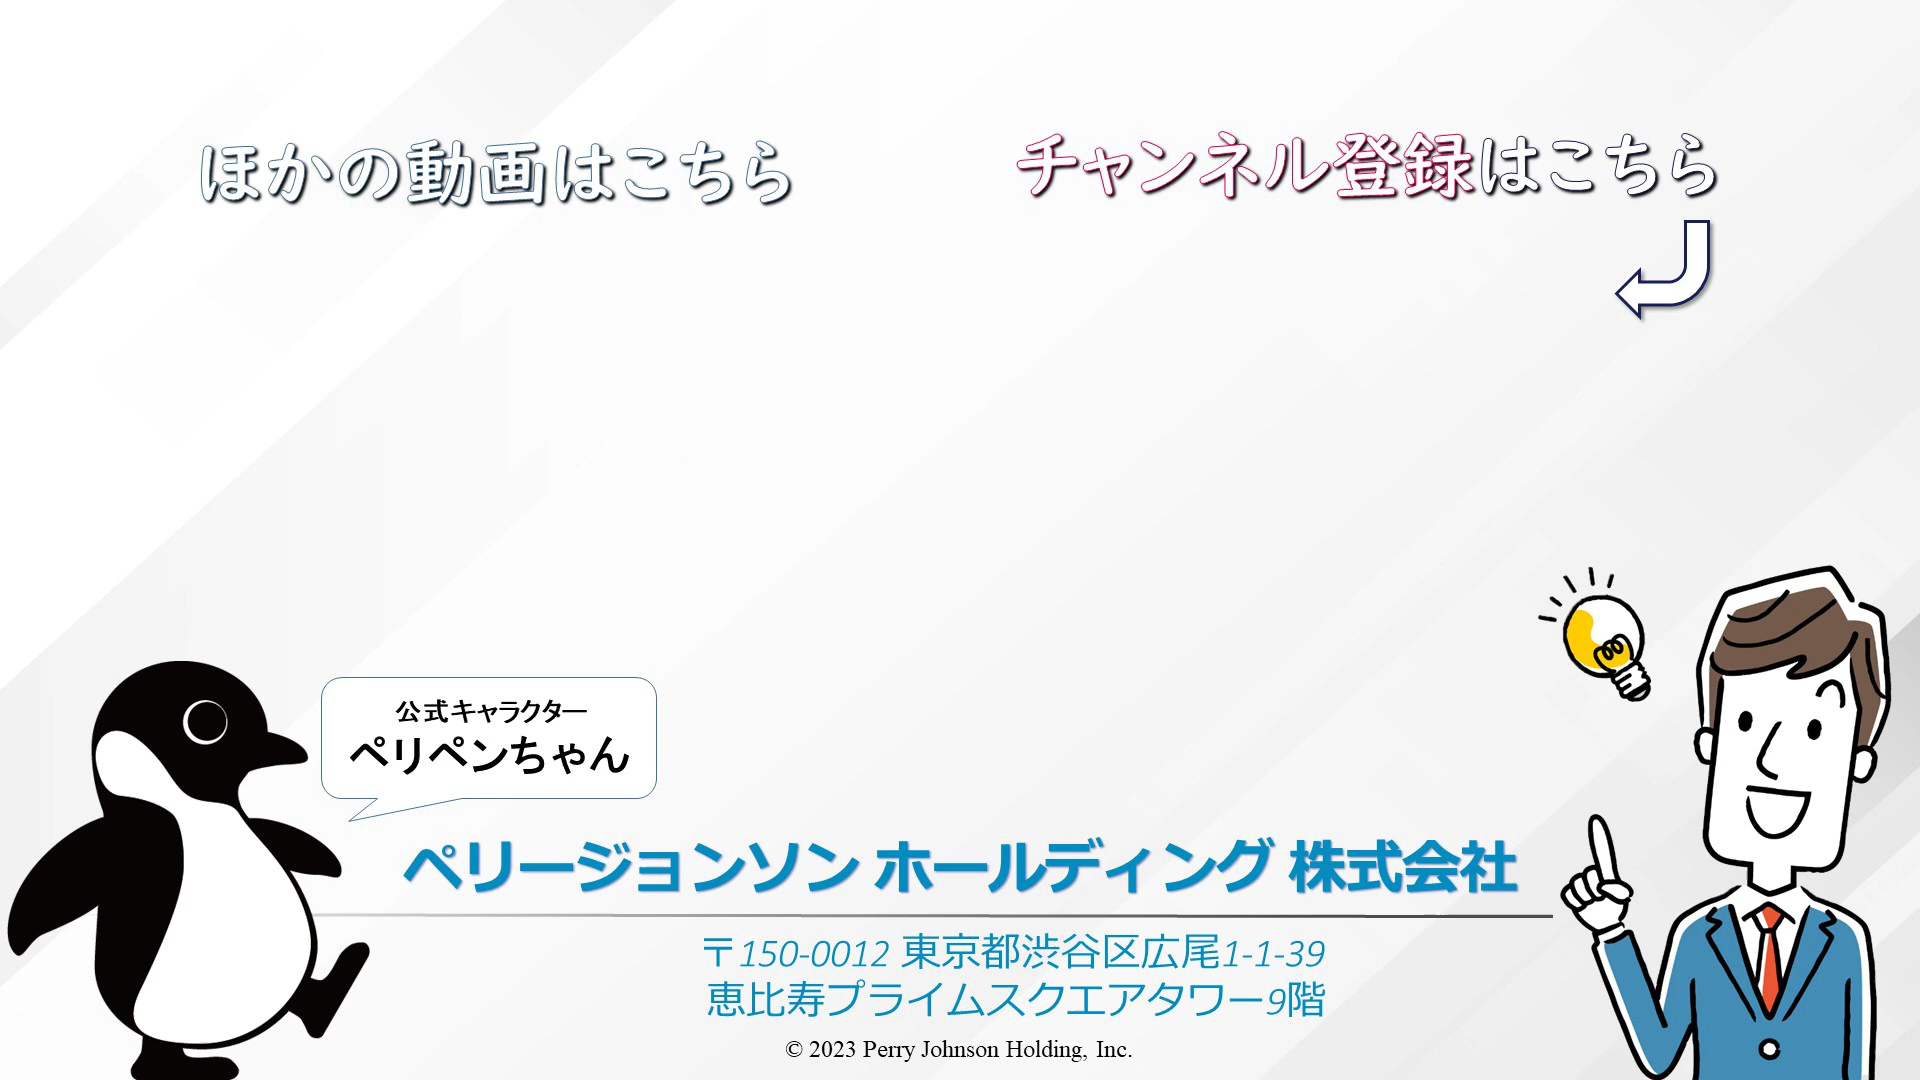 ほかの動画はこちら
チャンネル登録はこちら
公式キャラクター
ペリペンちゃん
ペリージョンソン ホールディング 株式会社
〒150-0012 東京都渋谷区広尾1-1-39
恵比寿プライムスクエアタワー9階
© 2023 Perry Johnson Holding, Inc.